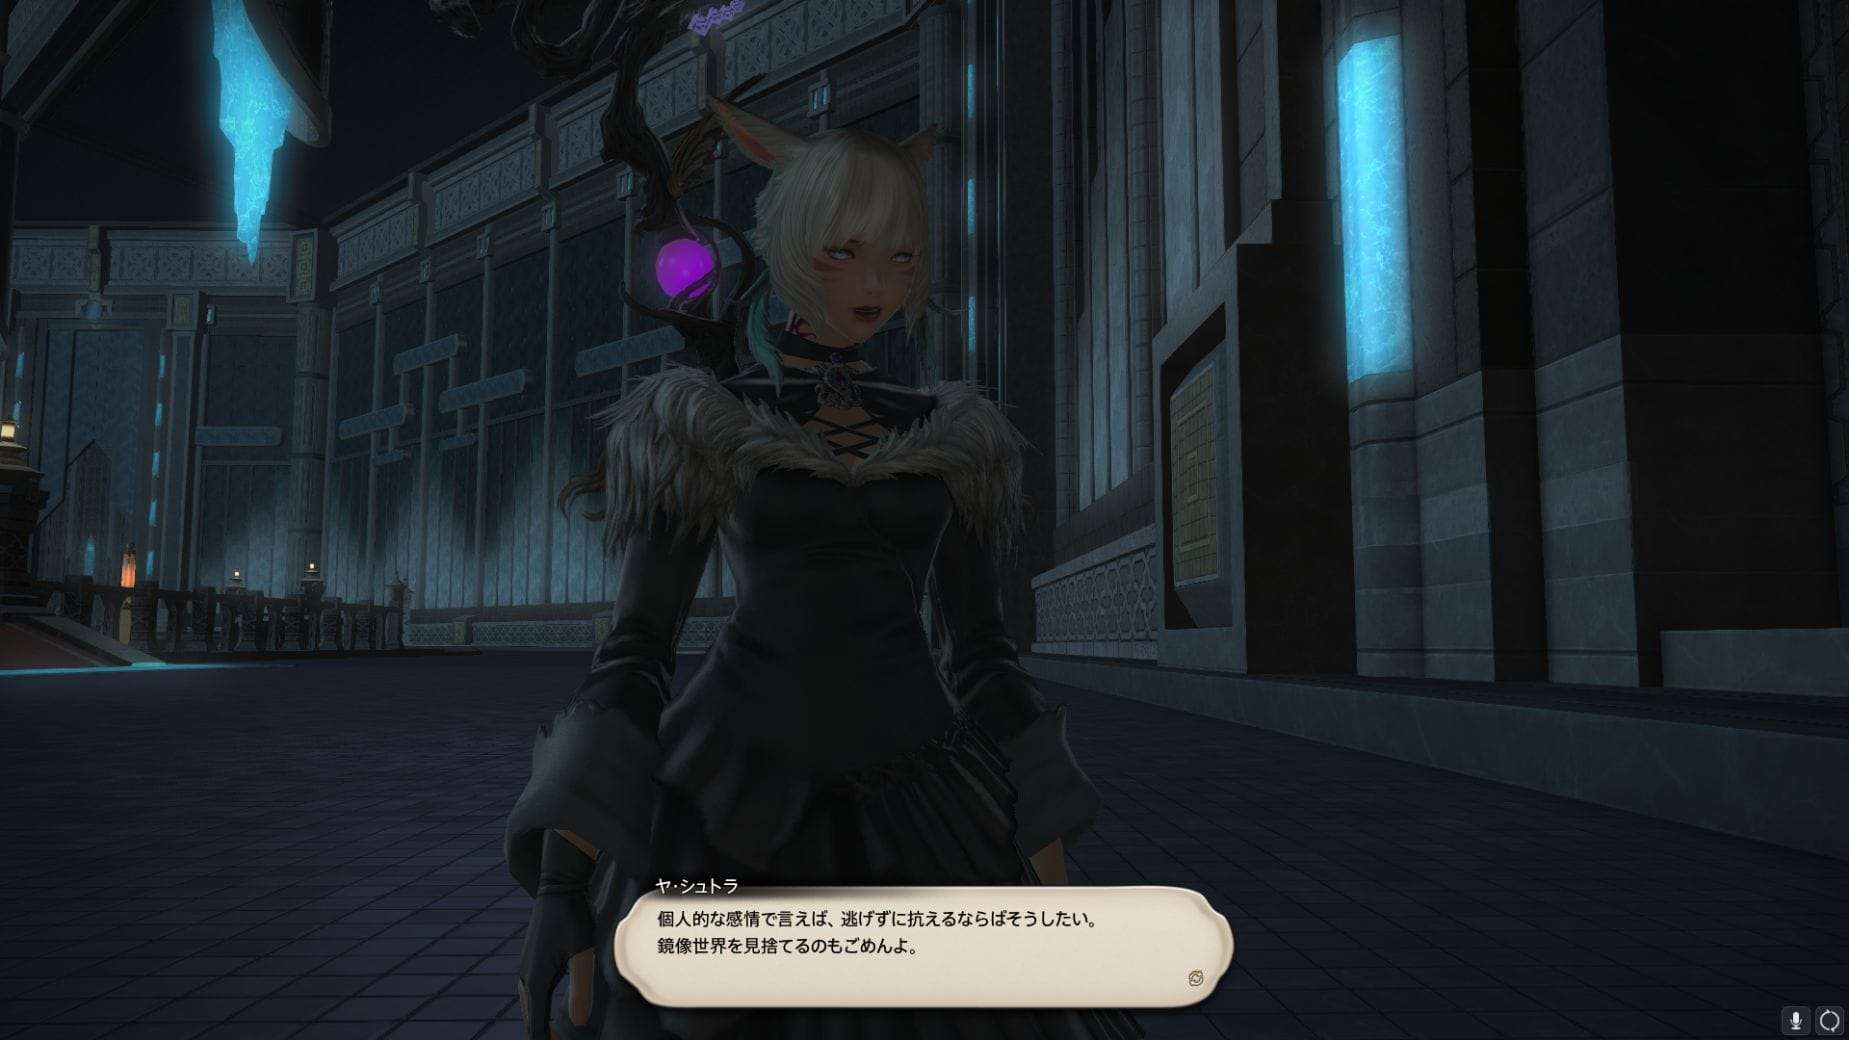 ヤ・シュトラ
個人的な感情で言えば、逃げずに抗えるならばそうしたい。
鏡像世界を見捨てるのもごめんよ。